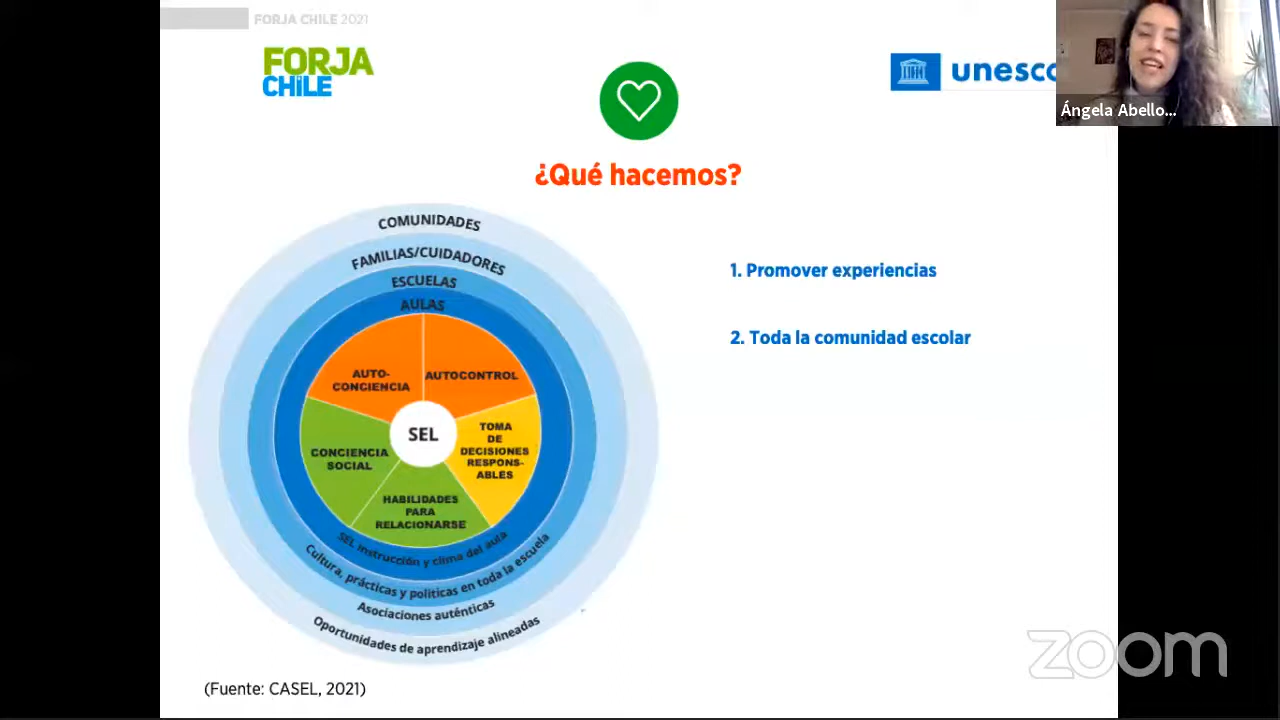 FORJA CHILE 2021
FORJA
CHILE
unesco
Ángela Abello...
¿Qué hacemos?
COMUNIDADES
FAMILIAS/CUIDADORES
ESCUELAS
AULAS
AUTO-
CONCIENCIA
AUTOCONTROL
SEL
CONCIENCIA
SOCIAL
TOMA
DE
DECISIONES
RESPONS-
ABLES
HABILIDADES
PARA
RELACIONARSE
SEL instrucción y clima del aula
Cultura, prácticas y políticas en toda la escuela
Asociaciones auténticas
Oportunidades de aprendizaje alineadas
1. Promover experiencias
2. Toda la comunidad escolar
(Fuente: CASEL, 2021)
zoom